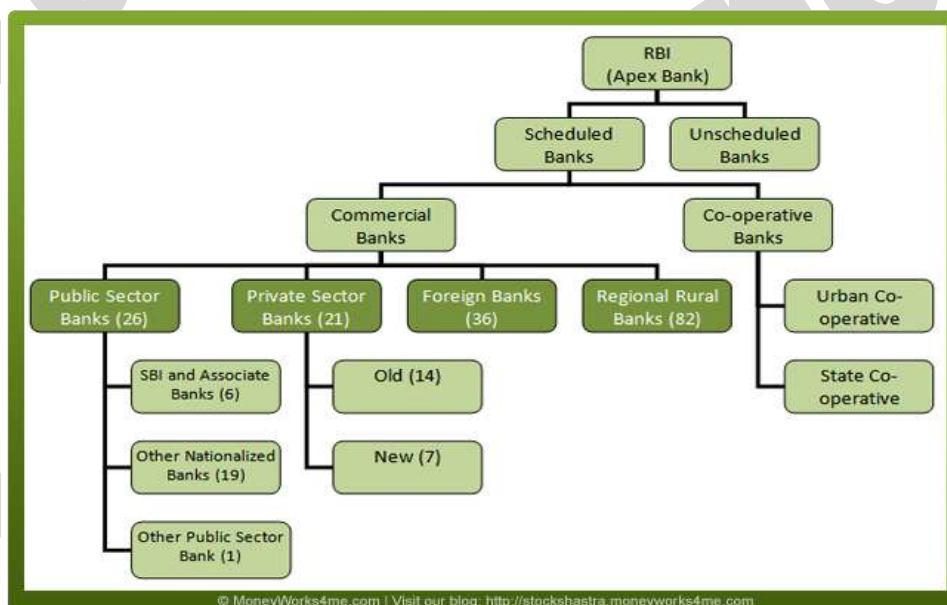 RBI
(Apex Bank)
Scheduled
Banks
Unscheduled
Banks
Commercial
Banks
Co-operative
Banks
Public Sector
Banks (26)
Private Sector
Banks (21)
Foreign Banks
(36)
Regional Rural
Banks (82)
SBI and Associate
Banks (6)
Other Nationalized
Banks (19)
Other Public Sector
Bank (1)
Old (14)
New (7)
Urban Co-
operative
State Co-
operative
© MoneyWorks4me.com | Visit our blog: http://stockshastra.moneyworks4me.com